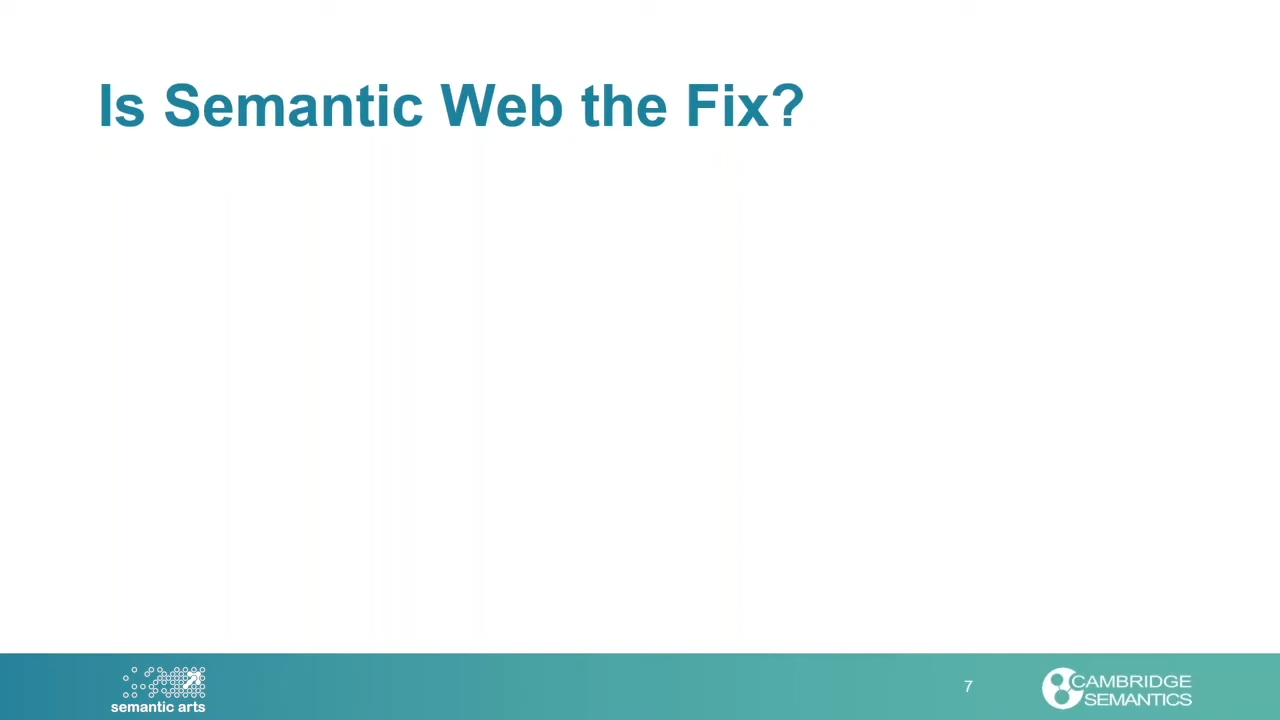 Is Semantic Web the Fix?
semantic arts
7
CAMBRIDGE
SEMANTICS